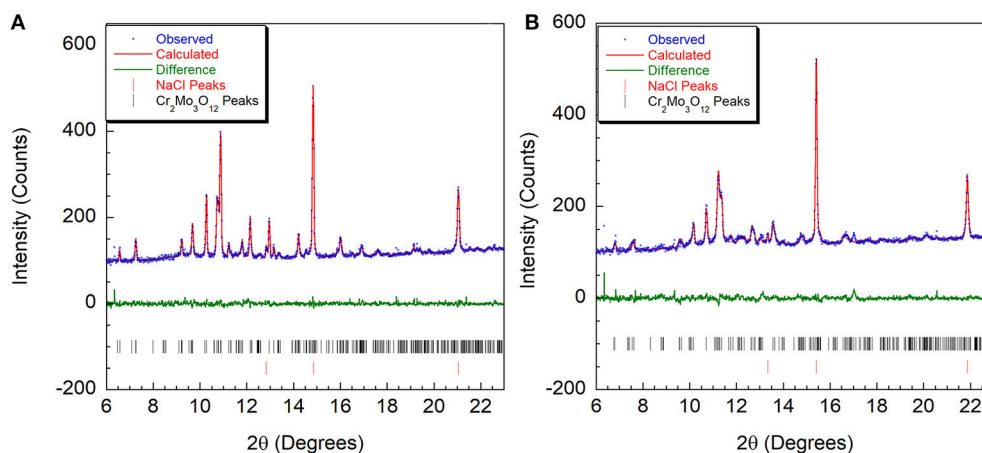 A
600
400
200
0
-200
Intensity (Counts)
Observed
Calculated
Difference
NaCl Peaks
Cr₂Mo₃O₁₂ Peaks
6 8 10 12 14 16 18 20 22
2θ (Degrees)
B
600
400
200
0
-200
Intensity (Counts)
Observed
Calculated
Difference
NaCl Peaks
Cr₂Mo₃O₁₂ Peaks
6 8 10 12 14 16 18 20 22
2θ (Degrees)